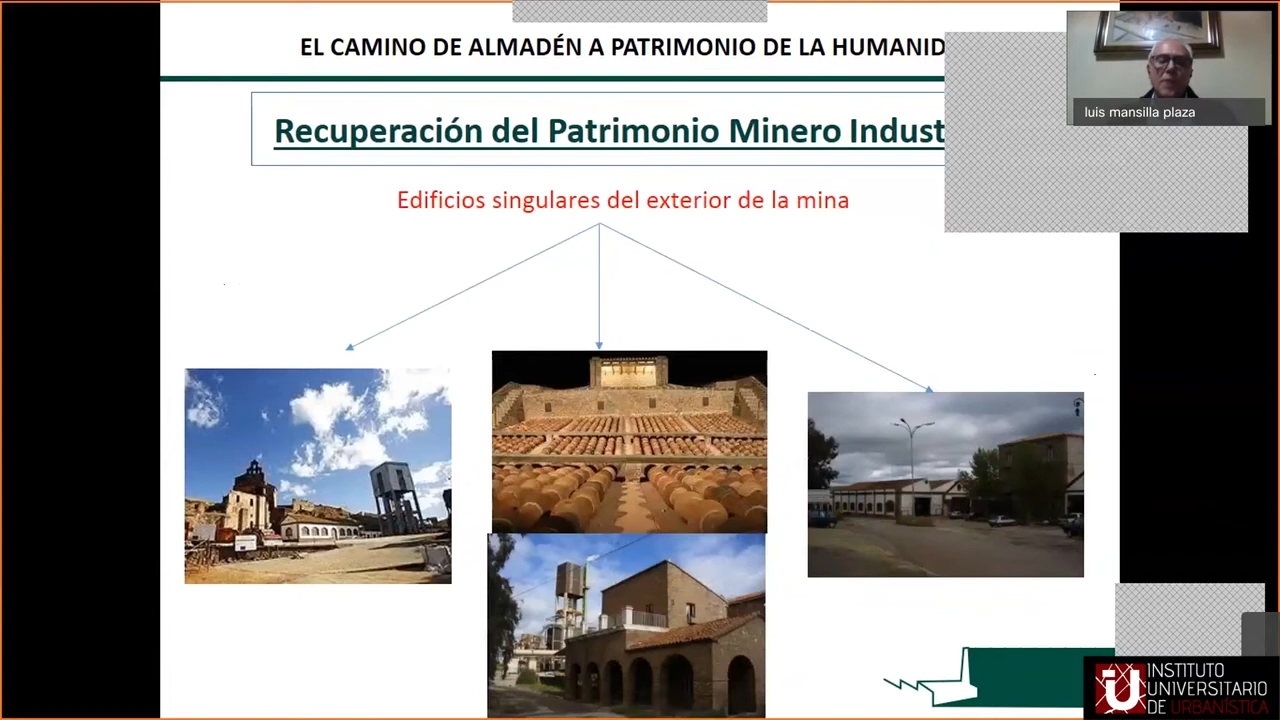 EL CAMINO DE ALMADÉN A PATRIMONIO DE LA HUMANID
luis mansilla plaza
Recuperación del Patrimonio Minero Indust
Edificios singulares del exterior de la mina
INSTITUTO
UNIVERSITARIO
DE URBANÍSTICA